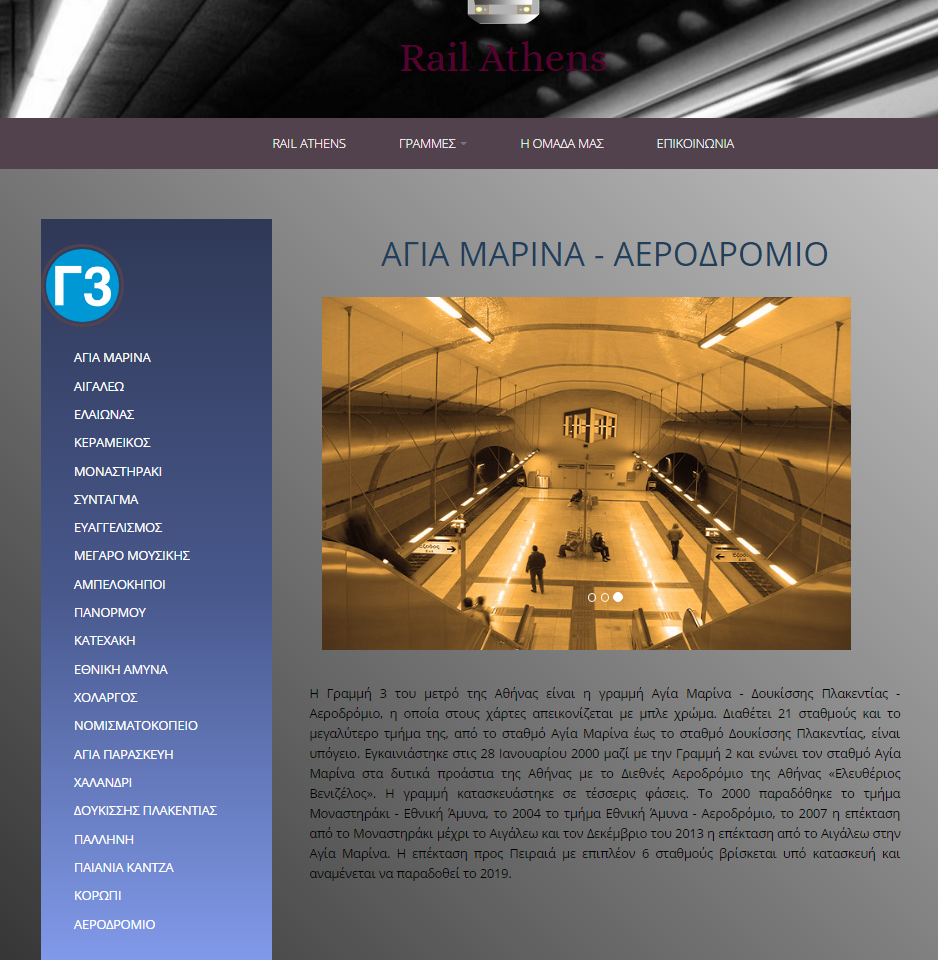 Rail Athens
RAIL ATHENS ΓΡΑΜΜΕΣ Η ΟΜΑΔΑ ΜΑΣ ΕΠΙΚΟΙΝΩΝΙΑ
Γ3
ΑΓΙΑ ΜΑΡΙΝΑ
ΑΙΓΑΛΕΩ
ΕΛΑΙΩΝΑΣ
ΚΕΡΑΜΕΙΚΟΣ
ΜΟΝΑΣΤΗΡΑΚΙ
ΣΥΝΤΑΓΜΑ
ΕΥΑΓΓΕΛΙΣΜΟΣ
ΜΕΓΑΡΟ ΜΟΥΣΙΚΗΣ
ΑΜΠΕΛΟΚΗΠΟΙ
ΠΑΝΟΡΜΟΥ
ΚΑΤΕΧΑΚΗ
ΕΘΝΙΚΗ ΑΜΥΝΑ
ΧΟΛΑΡΓΟΣ
ΝΟΜΙΣΜΑΤΟΚΟΠΕΙΟ
ΑΓΙΑ ΠΑΡΑΣΚΕΥΗ
ΧΑΛΑΝΔΡΙ
ΔΟΥΚΙΣΣΗΣ ΠΛΑΚΕΝΤΙΑΣ
ΠΑΛΛΗΝΗ
ΠΑΙΑΝΙΑ ΚΑΝΤΖΑ
ΚΟΡΩΠΙ
ΑΕΡΟΔΡΟΜΙΟ
ΑΓΙΑ ΜΑΡΙΝΑ - ΑΕΡΟΔΡΟΜΙΟ
Έξοδος
Exit
Έξοδος
Η Γραμμή 3 του μετρό της Αθήνας είναι η γραμμή Αγία Μαρίνα - Δουκίσσης Πλακεντίας -
Αεροδρόμιο, η οποία στους χάρτες απεικονίζεται με μπλε χρώμα. Διαθέτει 21 σταθμούς και το
μεγαλύτερο τμήμα της, από το σταθμό Αγία Μαρίνα έως το σταθμό Δουκίσσης Πλακεντίας, είναι
υπόγειο. Εγκαινιάστηκε στις 28 Ιανουαρίου 2000 μαζί με την Γραμμή 2 και ενώνει τον σταθμό Αγία
Μαρίνα στα δυτικά προάστια της Αθήνας με το Διεθνές Αεροδρόμιο της Αθήνας «Ελευθέριος
Βενιζέλος». Η γραμμή κατασκευάστηκε σε τέσσερις φάσεις. Το 2000 παραδόθηκε το τμήμα
Μοναστηράκι - Εθνική Άμυνα, το 2004 το τμήμα Εθνική Άμυνα - Αεροδρόμιο, το 2007 η επέκταση
από το Μοναστηράκι μέχρι το Αιγάλεω και τον Δεκέμβριο του 2013 η επέκταση από το Αιγάλεω στην
Αγία Μαρίνα. Η επέκταση προς Πειραιά με επιπλέον 6 σταθμούς βρίσκεται υπό κατασκευή και
αναμένεται να παραδοθεί το 2019.